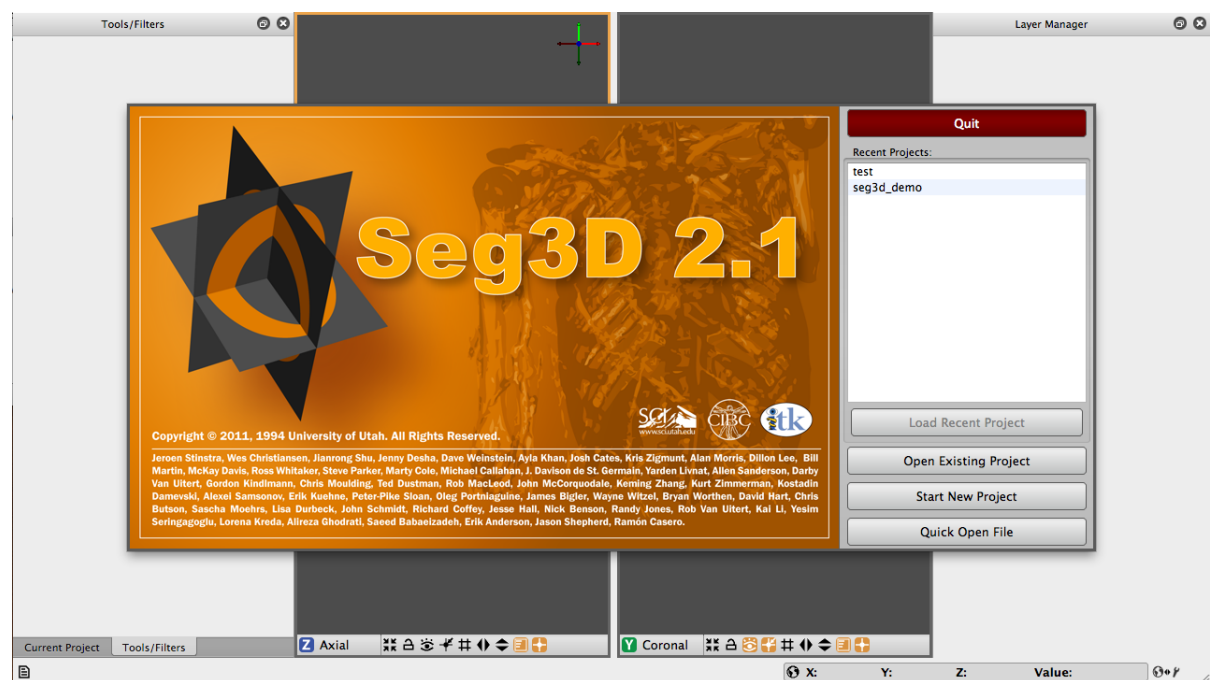 Tools/Filters
Layer Manager
Quit
Recent Projects:
test
seg3d_demo
Seg3D 2.1
SCI
www.sci.utah.edu
CIBC
itk
Load Recent Project
Open Existing Project
Start New Project
Quick Open File
Copyright © 2011, 1994 University of Utah. All Rights Reserved.
Jeroen Stinstra, Wes Christiansen, Jianrong Shu, Jenny Desha, Dave Weinstein, Ayla Khan, Josh Cates, Kris Zigmunt, Alan Morris, Dillon Lee, Bill
Martin, McKay Davis, Ross Whitaker, Steve Parker, Marty Cole, Michael Callahan, J. Davison de St. Germain, Yarden Livnat, Allen Sanderson, Darby
Van Uitert, Gordon Kindlmann, Chris Moulding, Ted Dustman, Rob MacLeod, John McCorquodale, Keming Zhang, Kurt Zimmerman, Kostadin
Damevski, Alexei Samsonov, Erik Kuehne, Peter-Pike Sloan, Oleg Portniaguine, James Bigler, Wayne Witzel, Bryan Worthen, David Hart, Chris
Butson, Sascha Moehrs, Lisa Durbeck, John Schmidt, Richard Coffey, Jesse Hall, Nick Benson, Randy Jones, Rob Van Uitert, Kai Li, Yesim
Seringagoglu, Lorena Kreda, Alireza Ghodrati, Saeed Babaeizadeh, Erik Anderson, Jason Shepherd, Ramón Casero.
Current Project
Tools/Filters
Z Axial
Y Coronal
X:
Y:
Z:
Value: